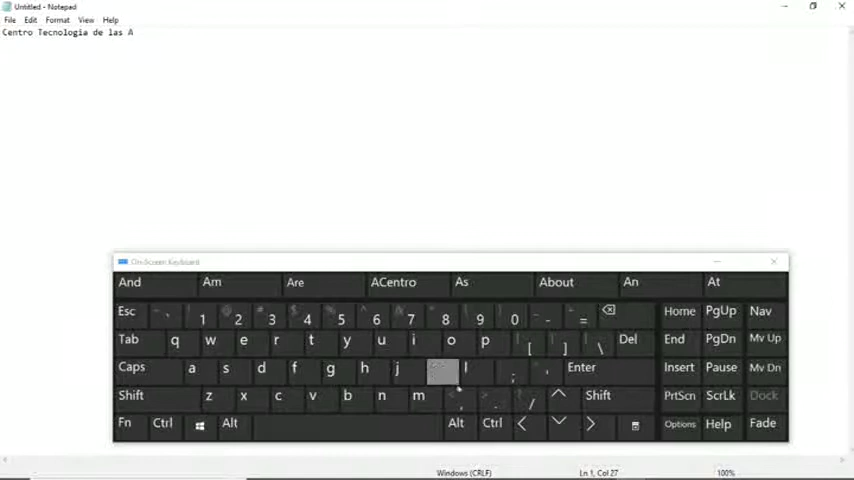 Untitled - Notepad
File Edit Format View Help
Centro Tecnologia de las A
On-Screen Keyboard
And Am Are ACentro As About An At
Esc 1 2 3 4 5 6 7 8 9 0 - = Home PgUp Nav
Tab q w e r t y u i o p [ ] \ Del End PgDn Mv Up
Caps a s d f g h j l ; ' Enter Insert Pause Mv Dn
Shift z x c v b n m , . / Shift PrtScn ScrLk Dock
Fn Ctrl Alt Alt Ctrl Options Help Fade
Windows (CRLF) Ln 1, Col 27 100%